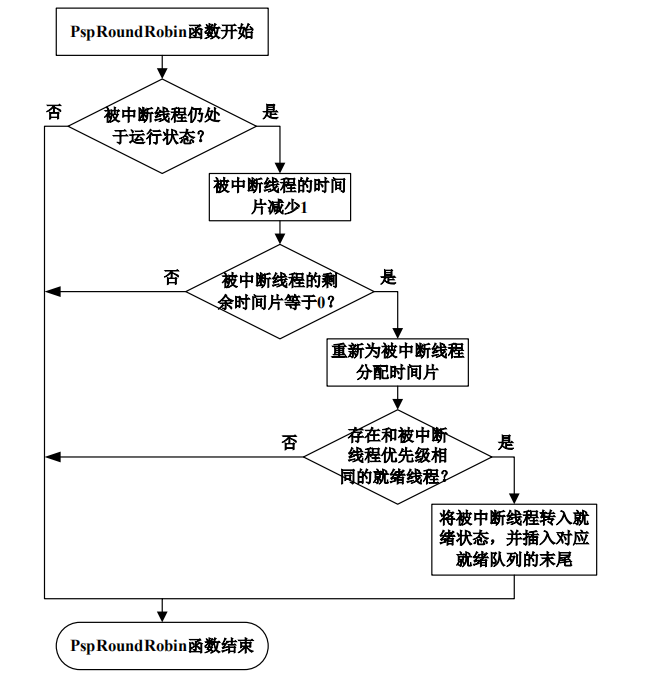 PspRoundRobin函数开始
否
是
被中断线程仍处
于运行状态？
被中断线程的时间
片减少1
否
是
被中断线程的剩
余时间片等于0？
重新为被中断线程
分配时间片
否
是
存在和被中断
线程优先级相
同的就绪线程？
将被中断线程转入就
绪状态，并插入对应
就绪队列的末尾
PspRoundRobin函数结束